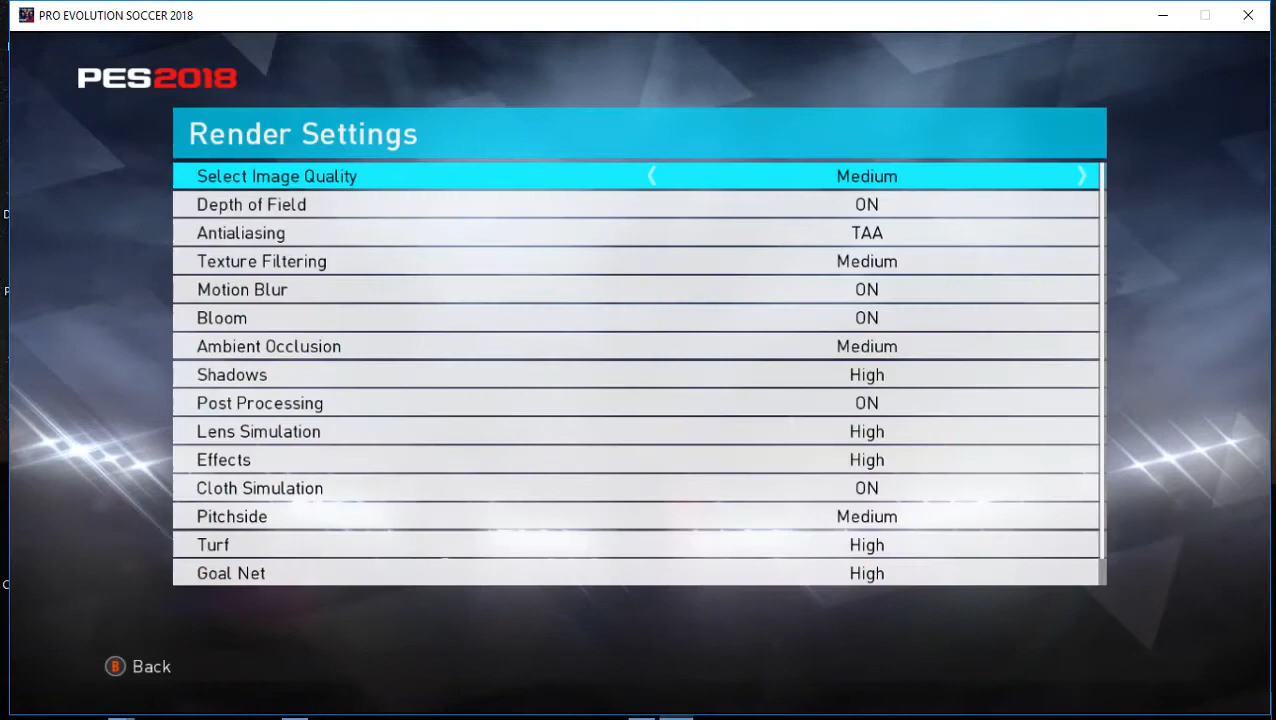 PRO EVOLUTION SOCCER 2018
PES2018
Render Settings
Select Image Quality Medium
Depth of Field ON
Antialiasing TAA
Texture Filtering Medium
Motion Blur ON
Bloom ON
Ambient Occlusion Medium
Shadows High
Post Processing ON
Lens Simulation High
Effects High
Cloth Simulation ON
Pitchside Medium
Turf High
Goal Net High
B Back